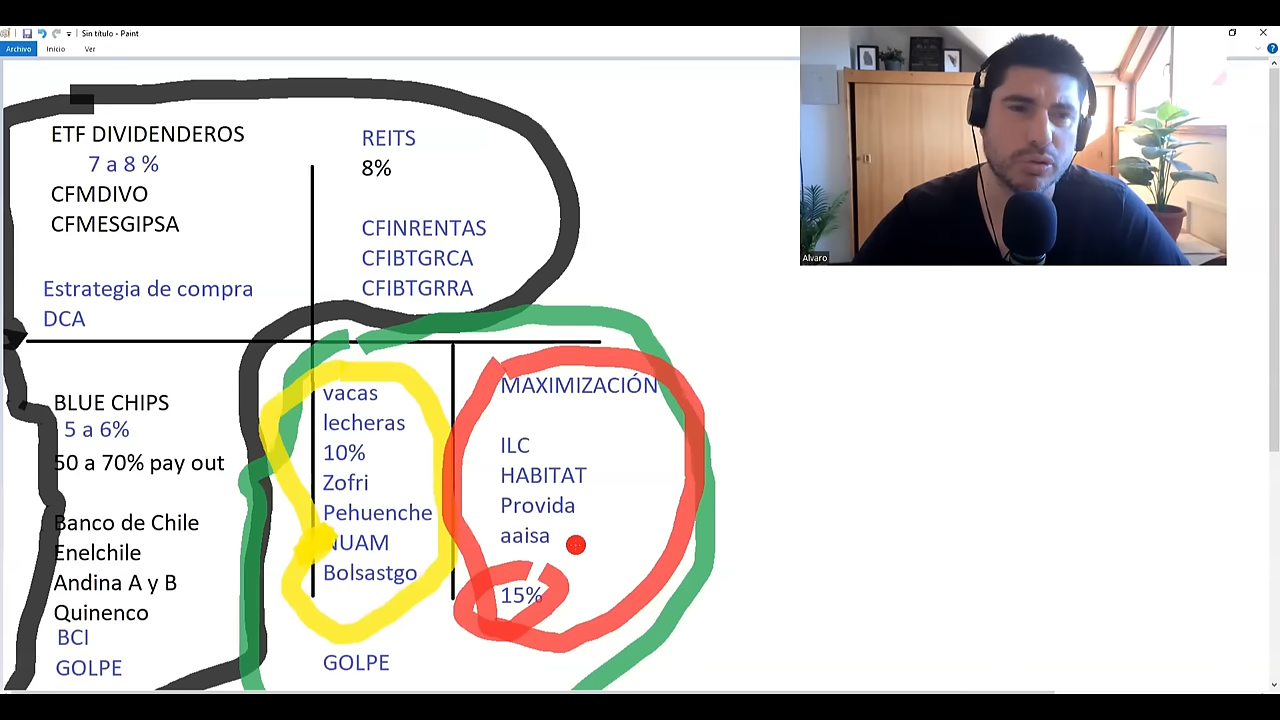 Sin título - Paint
Archivo
Inicio
Ver
Alvaro
ETF DIVIDENDEROS
7 a 8 %
CFMDIVO
CFMESGIPSA
Estrategia de compra
DCA
REITS
8%
CFINRENTAS
CFIBTGRCA
CFIBTGRRA
BLUE CHIPS
5 a 6%
50 a 70% pay out
Banco de Chile
Enelchile
Andina A y B
Quinenco
BCI
GOLPE
vacas
lecheras
10%
Zofri
Pehuenche
NUAM
Bolsastgo
GOLPE
MAXIMIZACIÓN
ILC
HABITAT
Provida
aaisa
15%